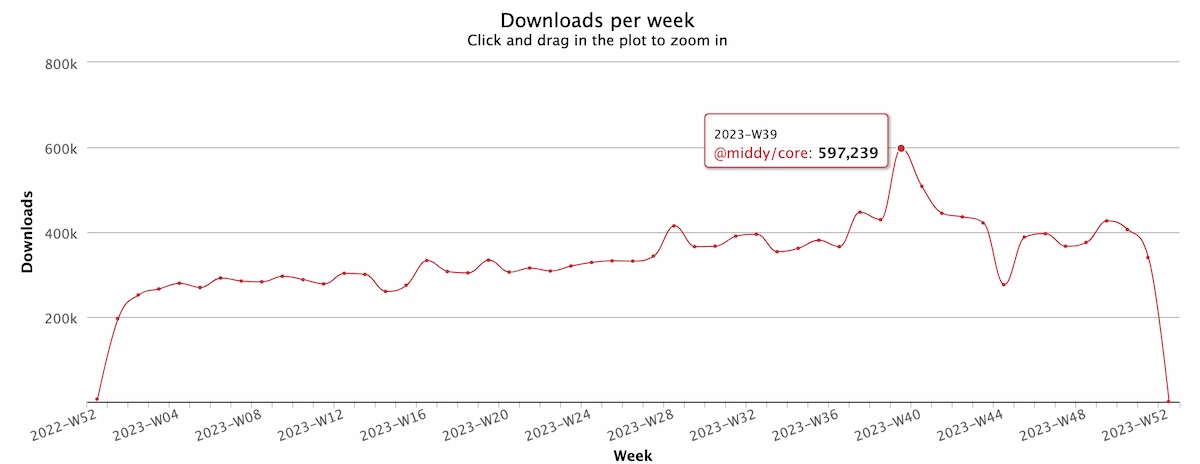 Downloads per week
Click and drag in the plot to zoom in
800k
600k
400k
200k
Downloads
2023-W39
@middy/core: 597,239
2022-W52
2023-W04
2023-W08
2023-W12
2023-W16
2023-W20
2023-W24
2023-W28
2023-W32
2023-W36
2023-W40
2023-W44
2023-W48
2023-W52
Week